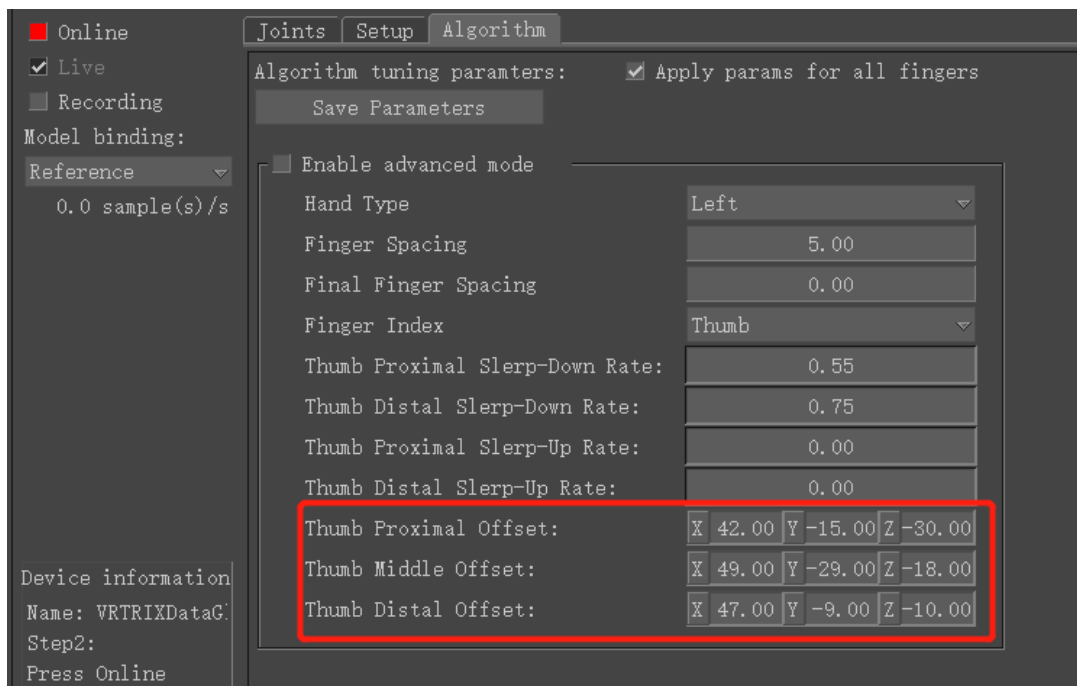 Online
Live
Recording
Model binding:
Reference
0.0 sample(s)/s
Device information
Name: VRTRIXDataG
Step2:
Press Online
Joints Setup Algorithm
Algorithm tuning paramters: Apply params for all fingers
Save Parameters
Enable advanced mode
Hand Type Left
Finger Spacing 5.00
Final Finger Spacing 0.00
Finger Index Thumb
Thumb Proximal Slerp-Down Rate: 0.55
Thumb Distal Slerp-Down Rate: 0.75
Thumb Proximal Slerp-Up Rate: 0.00
Thumb Distal Slerp-Up Rate: 0.00
Thumb Proximal Offset: X 42.00 Y -15.00 Z -30.00
Thumb Middle Offset: X 49.00 Y -29.00 Z -18.00
Thumb Distal Offset: X 47.00 Y -9.00 Z -10.00